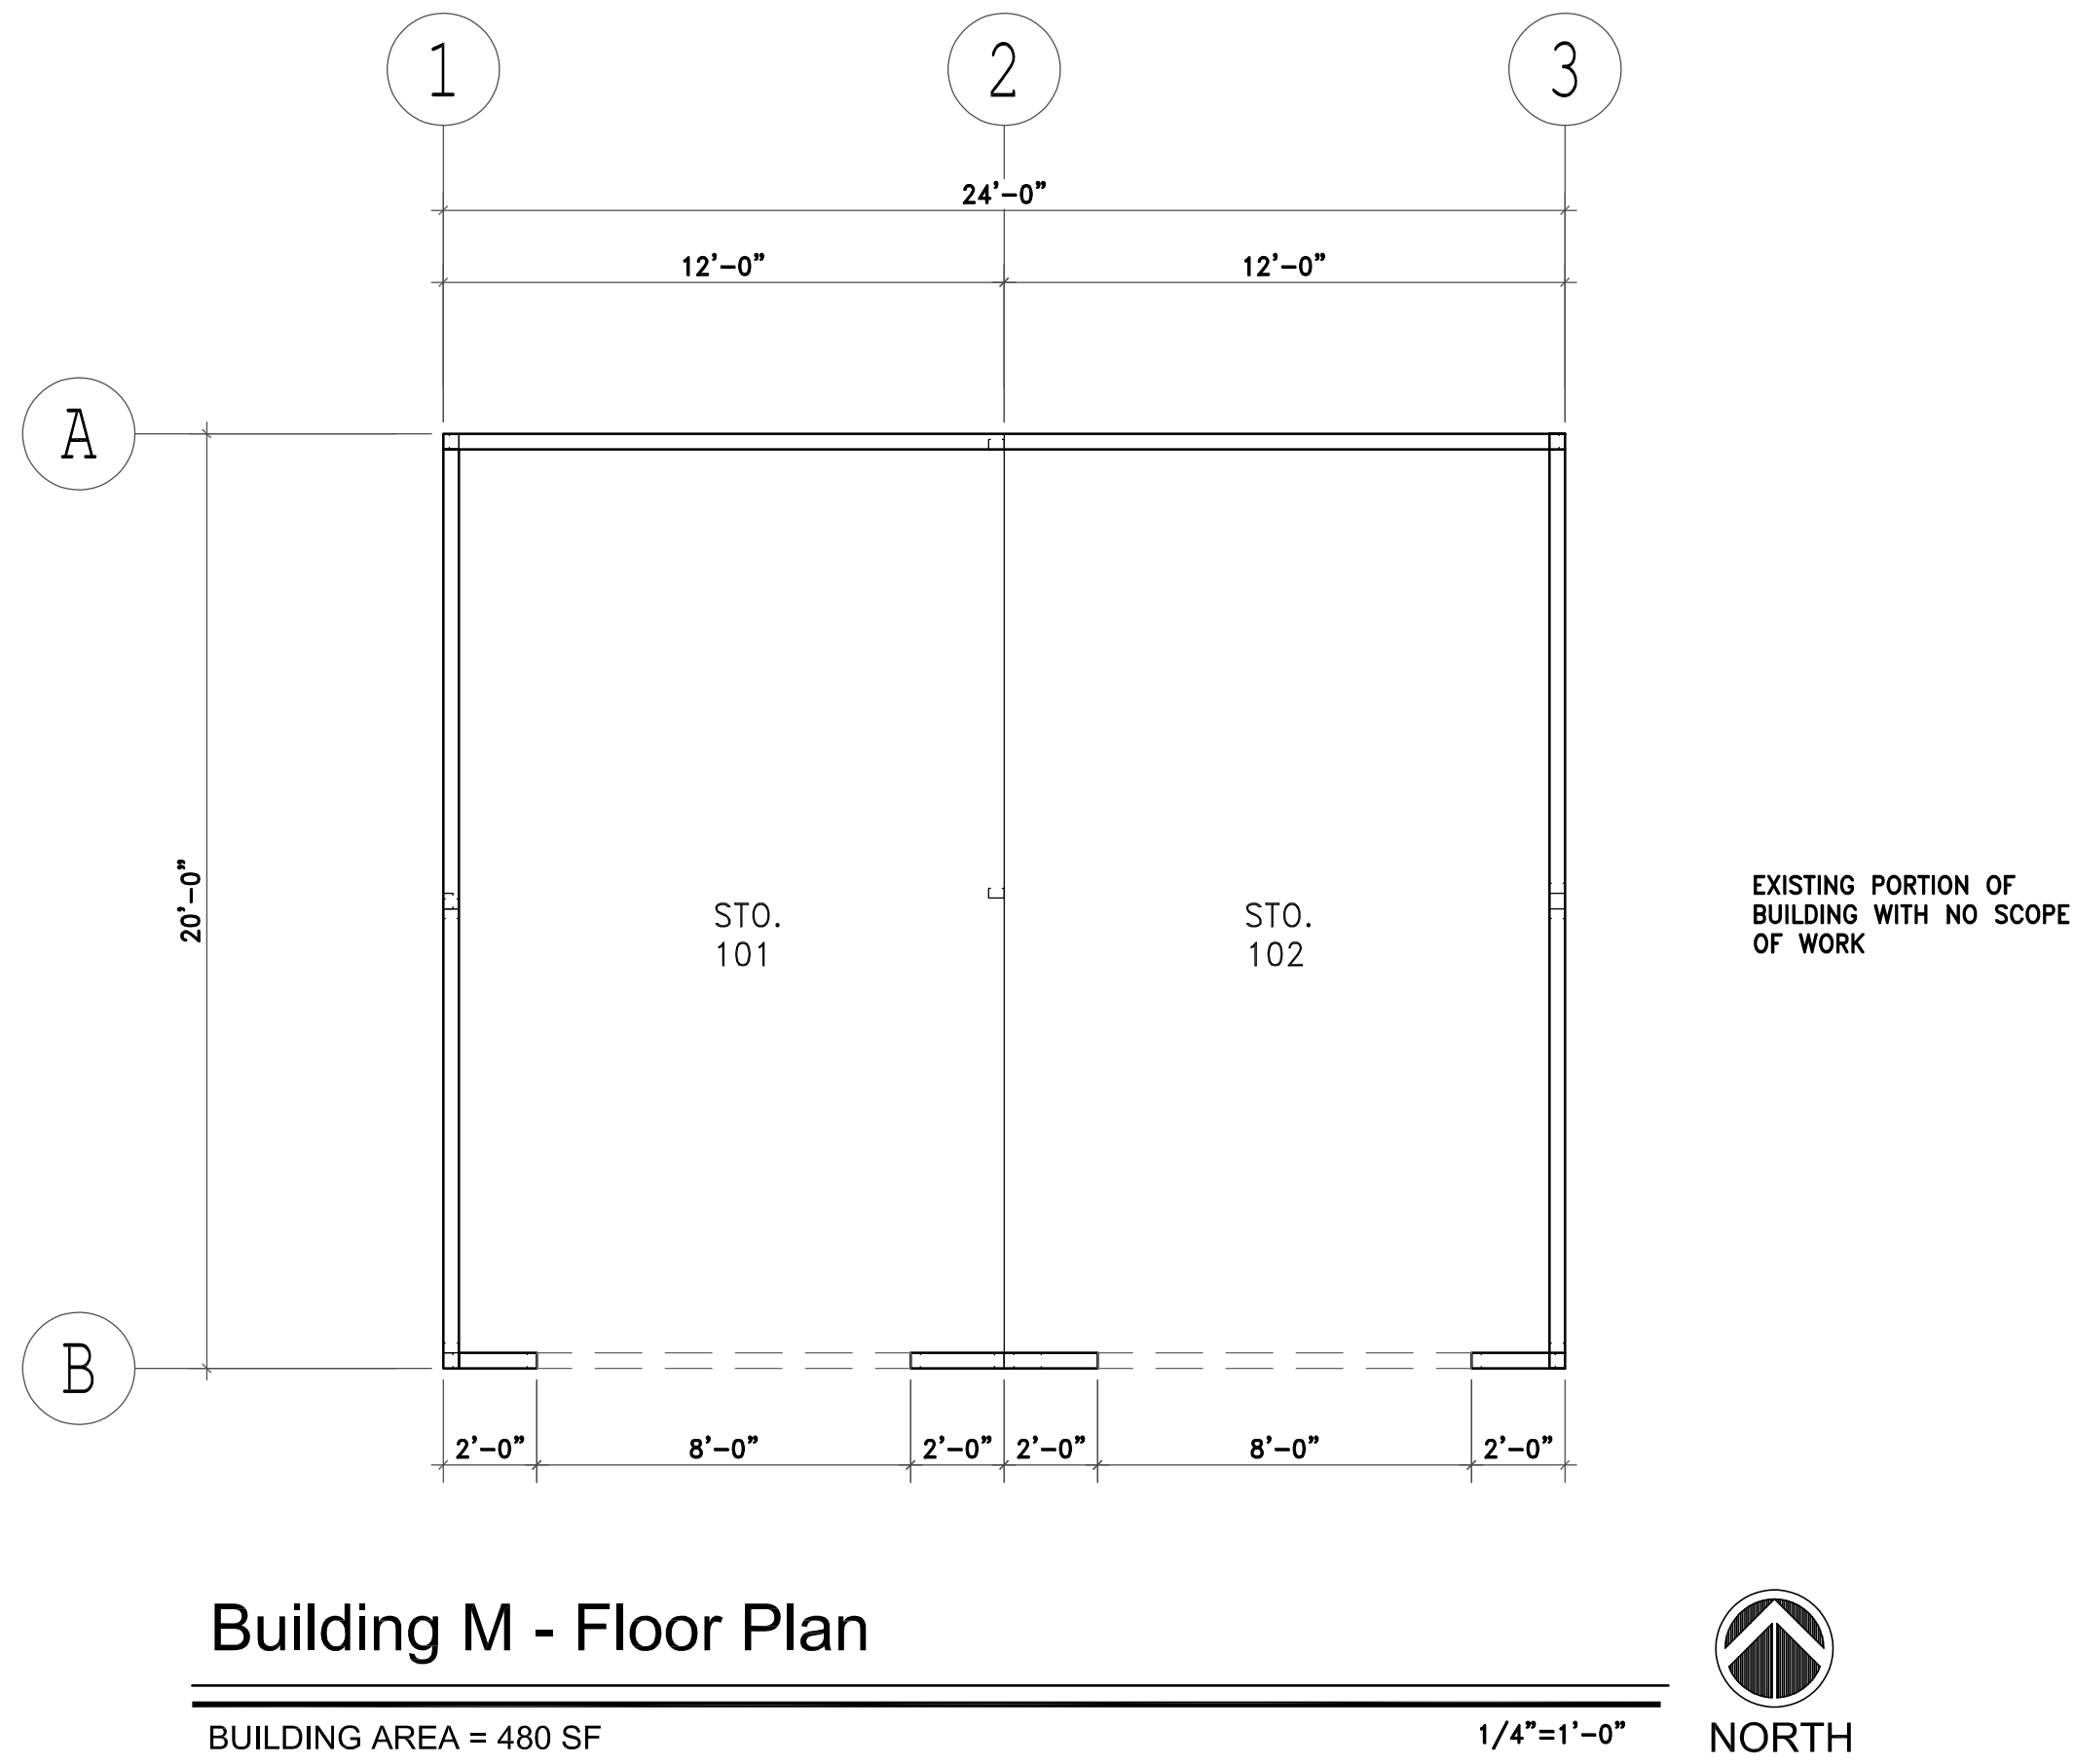 1
2
3
24'-0"
12'-0"
12'-0"
A
20'-0"
STO.
101
STO.
102
EXISTING PORTION OF
BUILDING WITH NO SCOPE
OF WORK
B
2'-0"
8'-0"
2'-0"
2'-0"
8'-0"
2'-0"
Building M - Floor Plan
BUILDING AREA = 480 SF
1/4"=1'-0"
NORTH